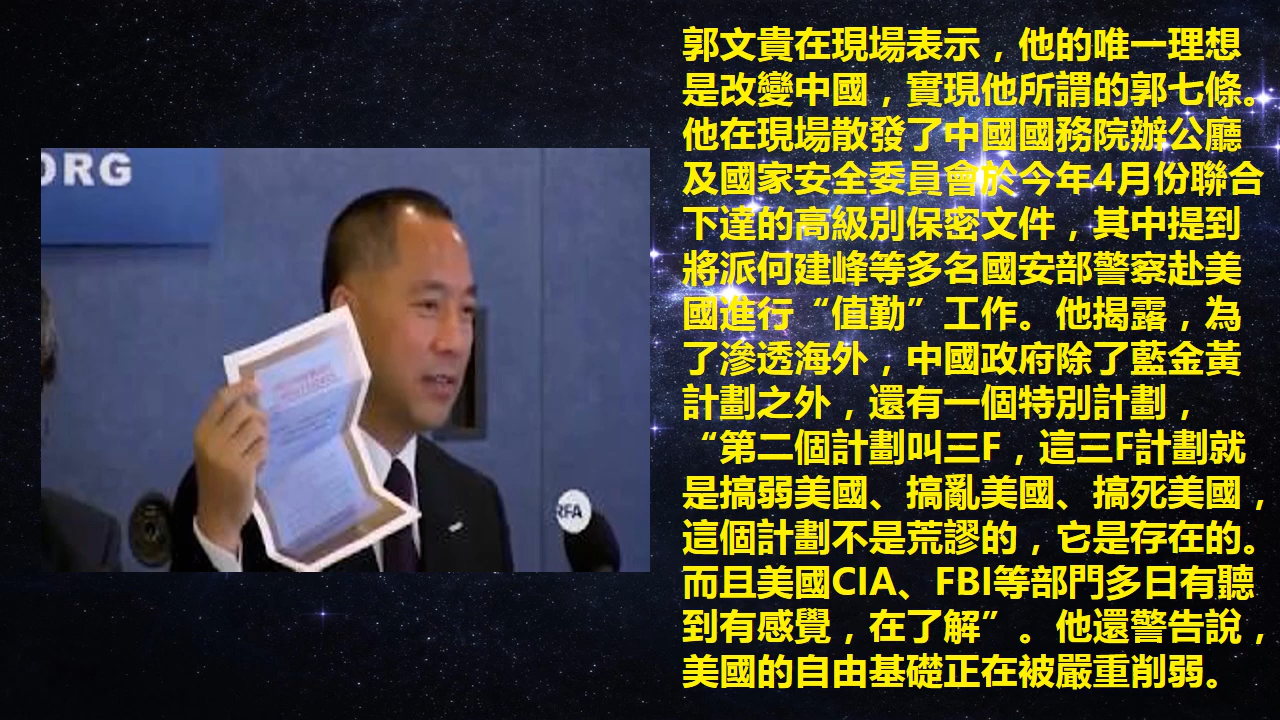 ORG
RFA
郭文貴在現場表示，他的唯一理想
是改變中國，實現他所謂的郭七條。
他在現場散發了中國國務院辦公廳
及國家安全委員會於今年4月份聯合
下達的高級別保密文件，其中提到
將派何建峰等多名國安部警察赴美
國進行“值勤”工作。他揭露，為
了滲透海外，中國政府除了藍金黃
計劃之外，還有一個特別計劃，
“第二個計劃叫三F，這三F計劃就
是搞弱美國、搞亂美國、搞死美國，
這個計劃不是荒謬的，它是存在的。
而且美國CIA、FBI等部門多日有聽
到有感覺，在了解”。他還警告說，
美國的自由基礎正在被嚴重削弱。